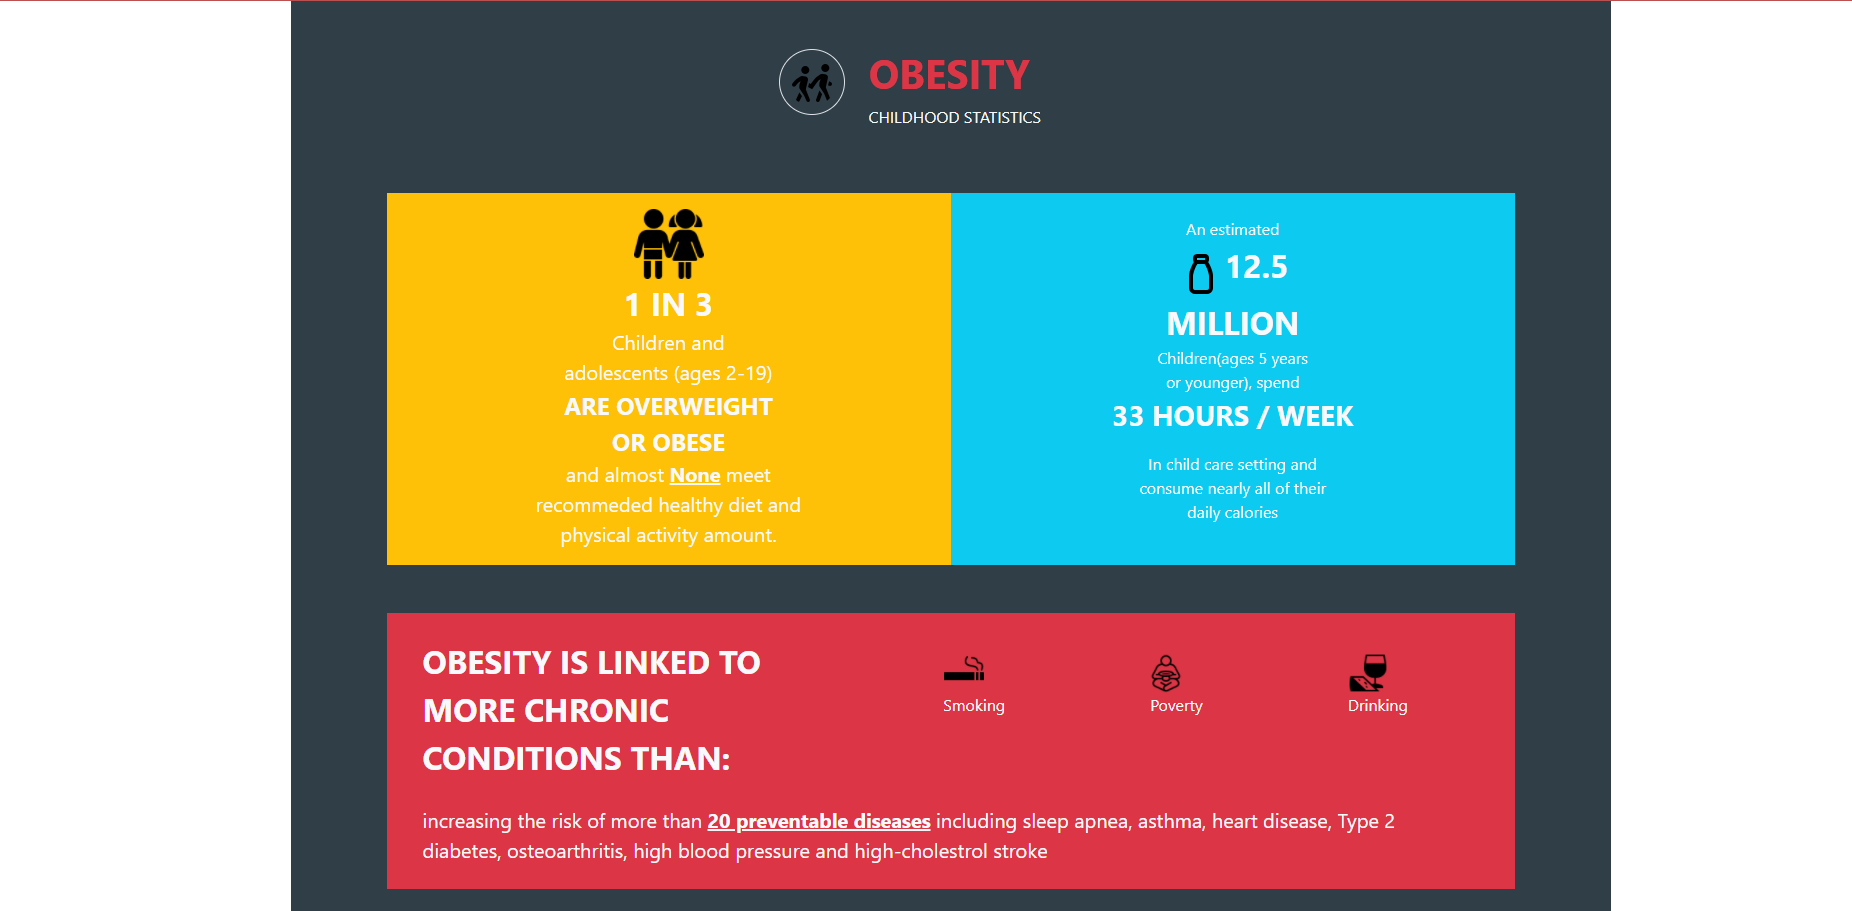 OBESITY
CHILDHOOD STATISTICS
1 IN 3
Children and
adolescents (ages 2-19)
ARE OVERWEIGHT
OR OBESE
and almost None meet
recommeded healthy diet and
physical activity amount.
An estimated
12.5
MILLION
Children(ages 5 years
or younger), spend
33 HOURS / WEEK
In child care setting and
consume nearly all of their
daily calories
OBESITY IS LINKED TO
MORE CHRONIC
CONDITIONS THAN:
Smoking
Poverty
Drinking
increasing the risk of more than 20 preventable diseases including sleep apnea, asthma, heart disease, Type 2
diabetes, osteoarthritis, high blood pressure and high-cholestrol stroke